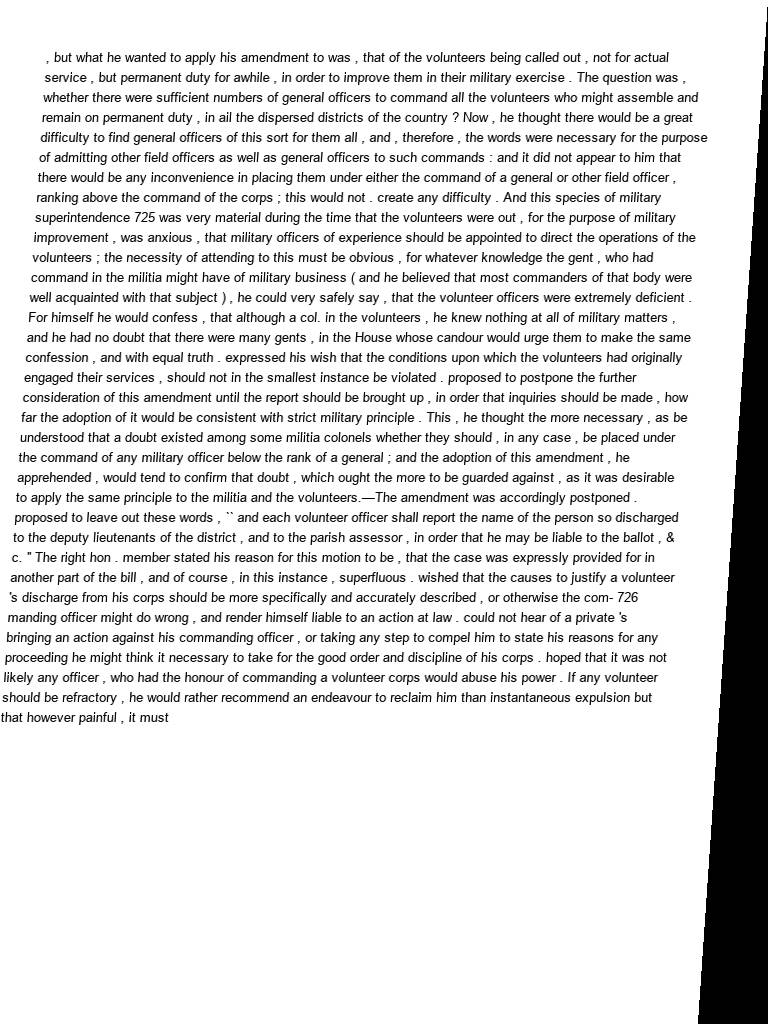 , but what he wanted to apply his amendment to was , that of the volunteers being called out , not for actual
service , but permanent duty for awhile , in order to improve them in their military exercise . The question was ,
whether there were sufficient numbers of general officers to command all the volunteers who might assemble and
remain on permanent duty , in ail the dispersed districts of the country ? Now , he thought there would be a great
difficulty to find general officers of this sort for them all , and , therefore , the words were necessary for the purpose
of admitting other field officers as well as general officers to such commands : and it did not appear to him that
there would be any inconvenience in placing them under either the command of a general or other field officer ,
ranking above the command of the corps ; this would not . create any difficulty . And this species of military
superintendence 725 was very material during the time that the volunteers were out , for the purpose of military
improvement , was anxious , that military officers of experience should be appointed to direct the operations of the
volunteers ; the necessity of attending to this must be obvious , for whatever knowledge the gent , who had
command in the militia might have of military business ( and he believed that most commanders of that body were
well acquainted with that subject ) , he could very safely say , that the volunteer officers were extremely deficient .
For himself he would confess , that although a col. in the volunteers , he knew nothing at all of military matters ,
and he had no doubt that there were many gents , in the House whose candour would urge them to make the same
confession , and with equal truth . expressed his wish that the conditions upon which the volunteers had originally
engaged their services , should not in the smallest instance be violated . proposed to postpone the further
consideration of this amendment until the report should be brought up , in order that inquiries should be made , how
far the adoption of it would be consistent with strict military principle . This , he thought the more necessary , as be
understood that a doubt existed among some militia colonels whether they should , in any case , be placed under
the command of any military officer below the rank of a general ; and the adoption of this amendment , he
apprehended , would tend to confirm that doubt , which ought the more to be guarded against , as it was desirable
to apply the same principle to the militia and the volunteers.—The amendment was accordingly postponed .
proposed to leave out these words , `` and each volunteer officer shall report the name of the person so discharged
to the deputy lieutenants of the district , and to the parish assessor , in order that he may be liable to the ballot , &
c. " The right hon . member stated his reason for this motion to be , that the case was expressly provided for in
another part of the bill , and of course , in this instance , superfluous . wished that the causes to justify a volunteer
's discharge from his corps should be more specifically and accurately described , or otherwise the com- 726
manding officer might do wrong , and render himself liable to an action at law . could not hear of a private 's
bringing an action against his commanding officer , or taking any step to compel him to state his reasons for any
proceeding he might think it necessary to take for the good order and discipline of his corps . hoped that it was not
likely any officer , who had the honour of commanding a volunteer corps would abuse his power . If any volunteer
should be refractory , he would rather recommend an endeavour to reclaim him than instantaneous expulsion but
that however painful , it must